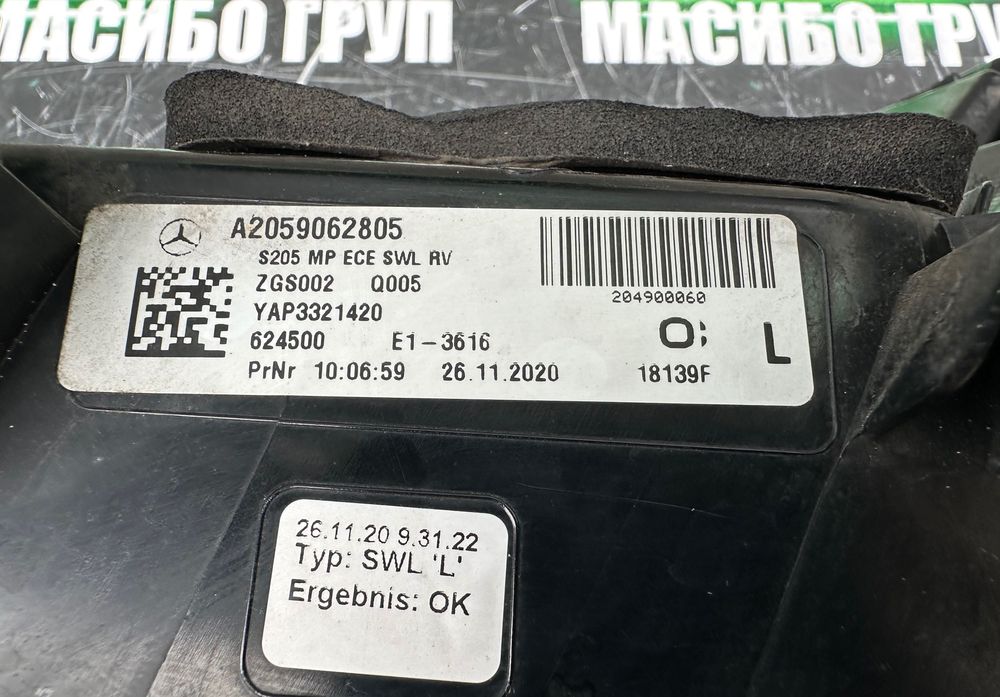 МАСИБО ГРУП МАСИБО ГРУ
A2059062805
S205 MP ECE SWL RV
ZGS002 Q005
YAP3321420
624500 E1-3616
PrNr 10:06:59 26.11.2020
204900060
O;
L
18139F
26.11.20 9.31.22
Typ: SWL 'L'
Ergebnis: OK